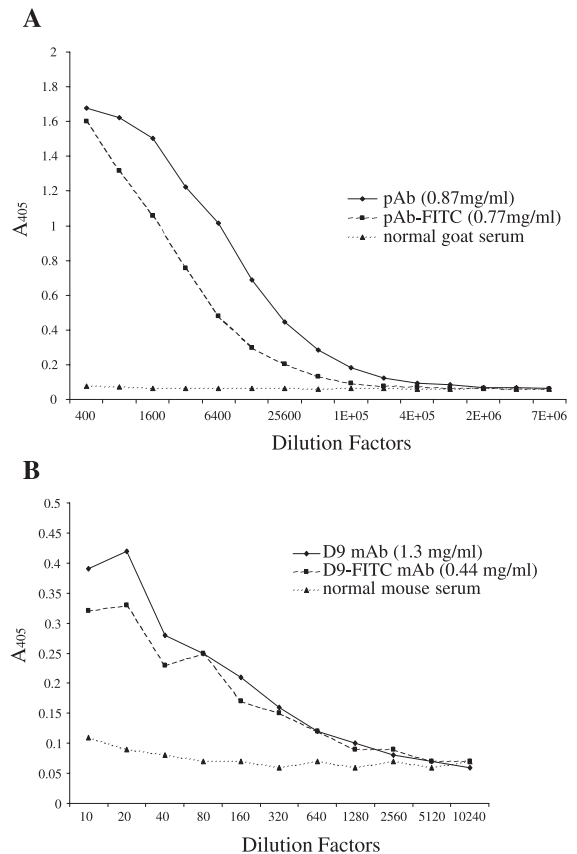 A
2
1.8
1.6
1.4
1.2
1
0.8
0.6
0.4
0.2
0
A405
pAb (0.87mg/ml)
pAb-FITC (0.77mg/ml)
normal goat serum
400 1600 6400 25600 1E+05 4E+05 2E+06 7E+06
Dilution Factors
B
0.5
0.45
0.4
0.35
0.3
0.25
0.2
0.15
0.1
0.05
0
A405
D9 mAb (1.3 mg/ml)
D9-FITC mAb (0.44 mg/ml)
normal mouse serum
10 20 40 80 160 320 640 1280 2560 5120 10240
Dilution Factors